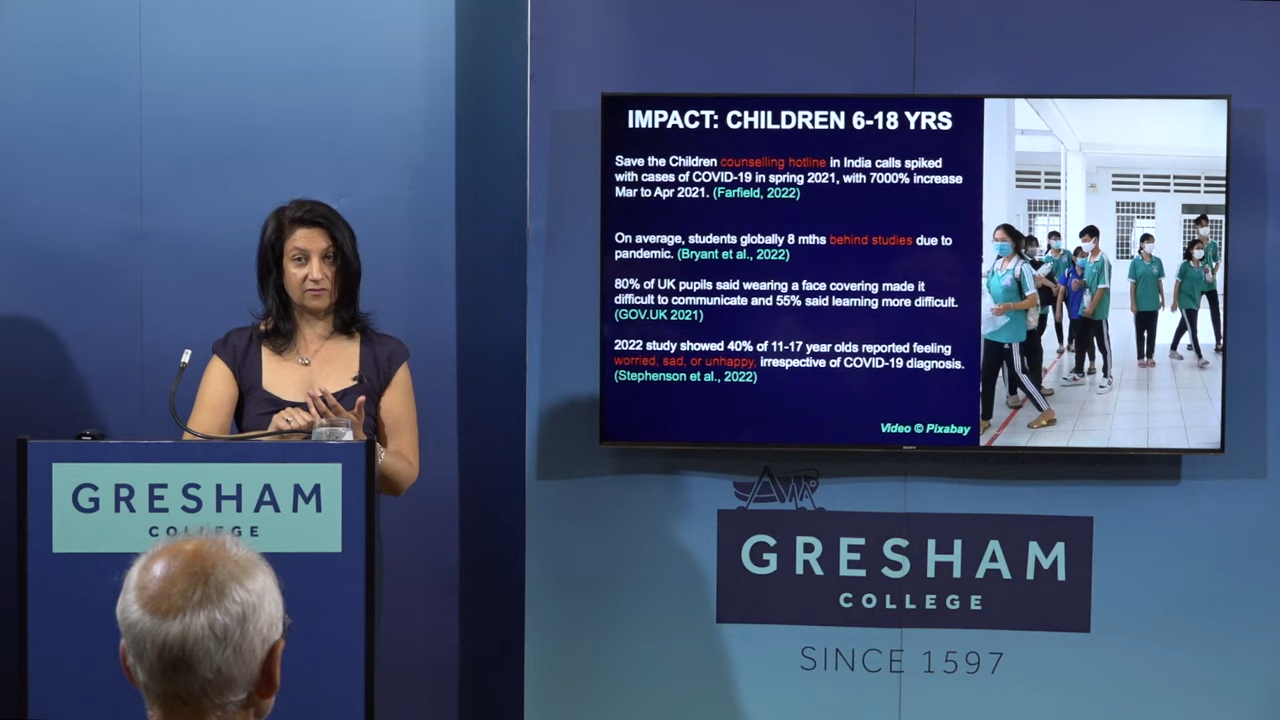 IMPACT: CHILDREN 6-18 YRS
Save the Children counselling hotline in India calls spiked
with cases of COVID-19 in spring 2021, with 7000% increase
Mar to Apr 2021. (Farfield, 2022)
On average, students globally 8 mths behind studies due to
pandemic. (Bryant et al., 2022)
80% of UK pupils said wearing a face covering made it
difficult to communicate and 55% said learning more difficult.
(GOV.UK 2021)
2022 study showed 40% of 11-17 year olds reported feeling
worried, sad, or unhappy, irrespective of COVID-19 diagnosis.
(Stephenson et al., 2022)
Video © Pixabay
SONY
GRESHAM
COLLEGE
GRESHAM
COLLEGE
SINCE 1597